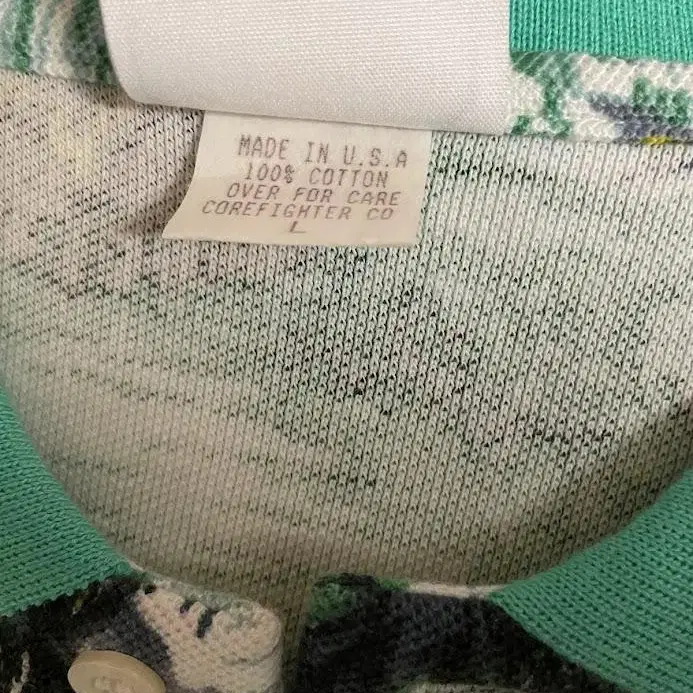 MADE IN U.S.A
100% COTTON
OVER FOR CARE
COREFIGHTER CO
L